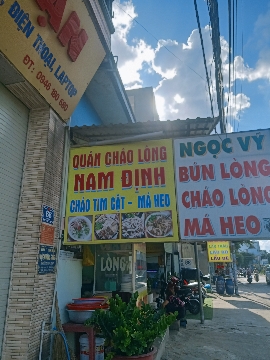 ĐIỆN THOẠI LAPTOP
QUÁN CHÁO LÒNG
NAM ĐỊNH
CHÁO TIM CẬT - MÁ HEO
NGỌC VY
BÚN LÒNG
CHÁO LÒNG
MÁ HEO
LÒNG